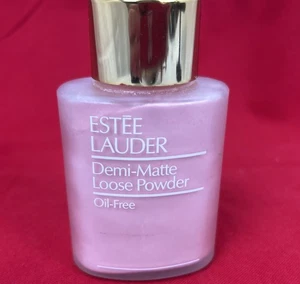 ESTĒE
LAUDER
Demi-Matte
Loose Powder
Oil-Free